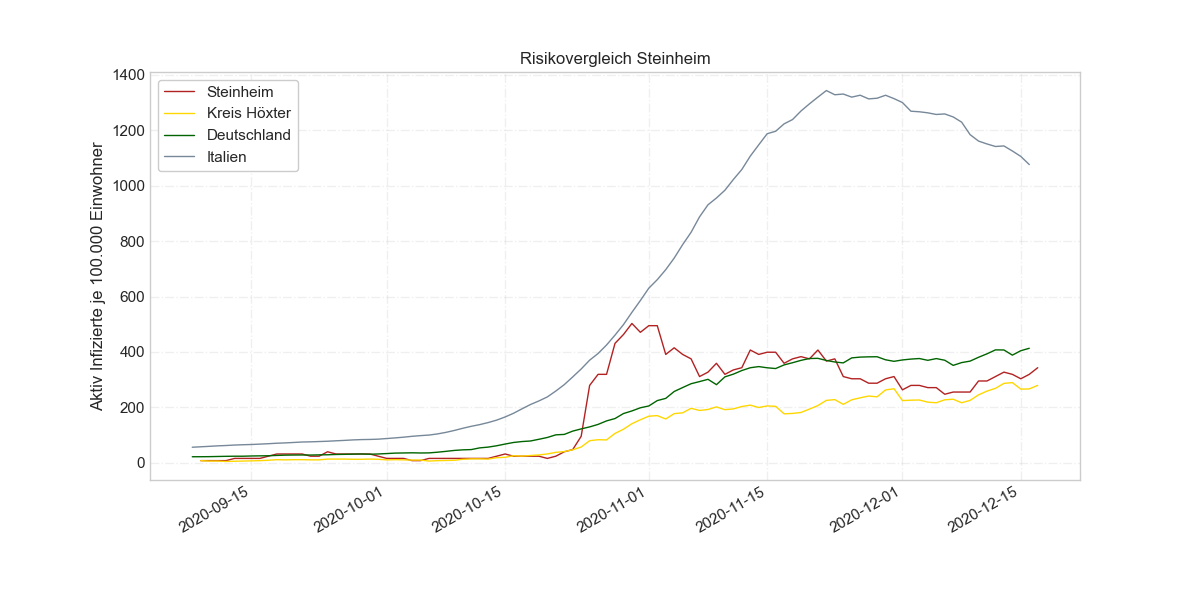 Risikovergleich Steinheim
Aktiv Infizierte je 100.000 Einwohner
1400
1200
1000
800
600
400
200
0
Steinheim
Kreis Höxter
Deutschland
Italien
2020-09-15
2020-10-01
2020-10-15
2020-11-01
2020-11-15
2020-12-01
2020-12-15